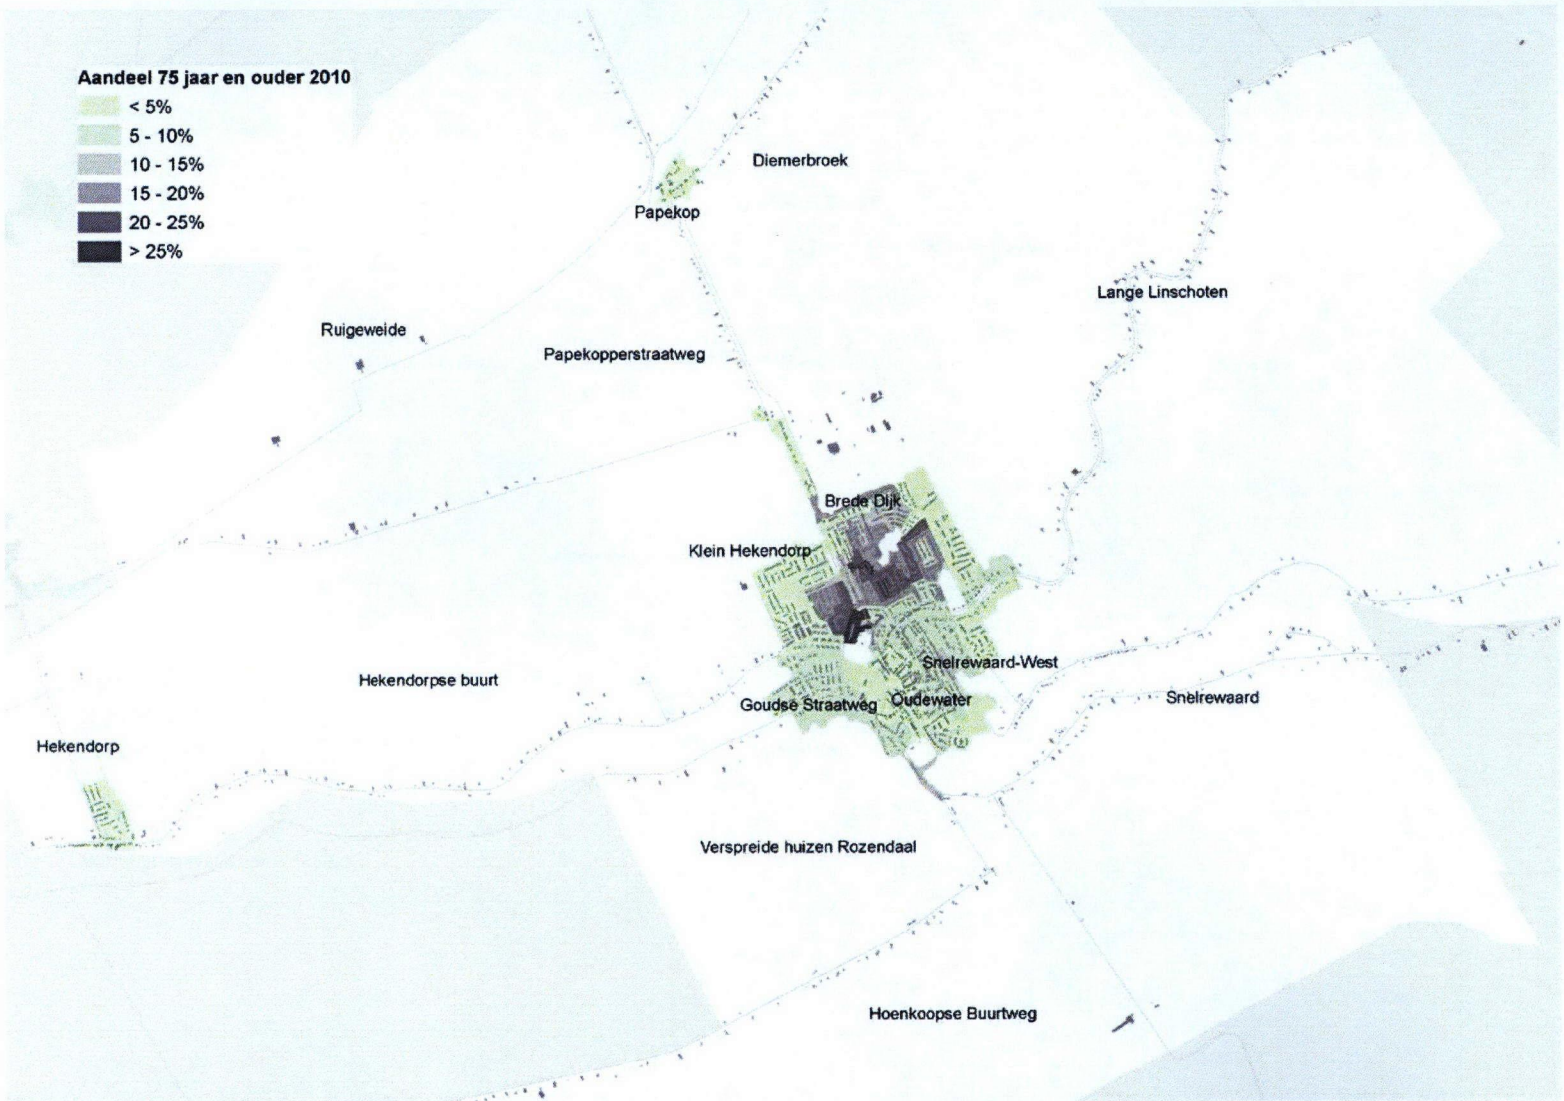 Aandeel 75 jaar en ouder 2010
< 5%
5 - 10%
10 - 15%
15 - 20%
20 - 25%
> 25%
Diemerbroek
Papekop
Lange Linschoten
Ruigeweide
Papekopperstraatweg
Brede Dijk
Klein Hekendorp
Snelrewaard-West
Hekendorpse buurt
Oudewater
Snelrewaard
Goudse Straatweg
Hekendorp
Verspreide huizen Rozendaal
Hoenkoopse Buurtweg